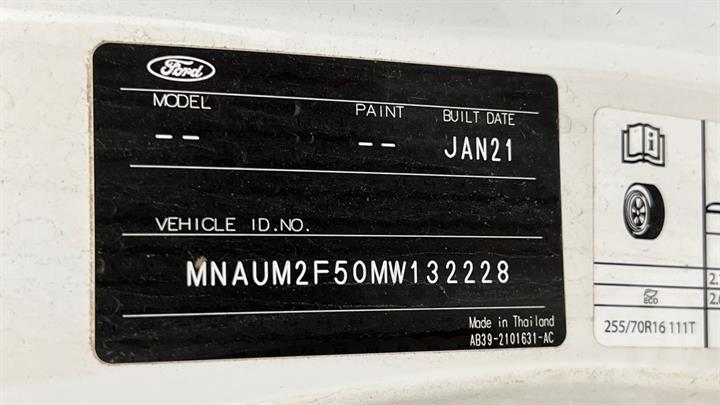 Ford
MODEL PAINT BUILT DATE
-- -- JAN21
VEHICLE ID.NO.
MNAUM2F50MW132228
Made in Thailand
AB39-2101631-AC
i
ECO
255/70R16 111T